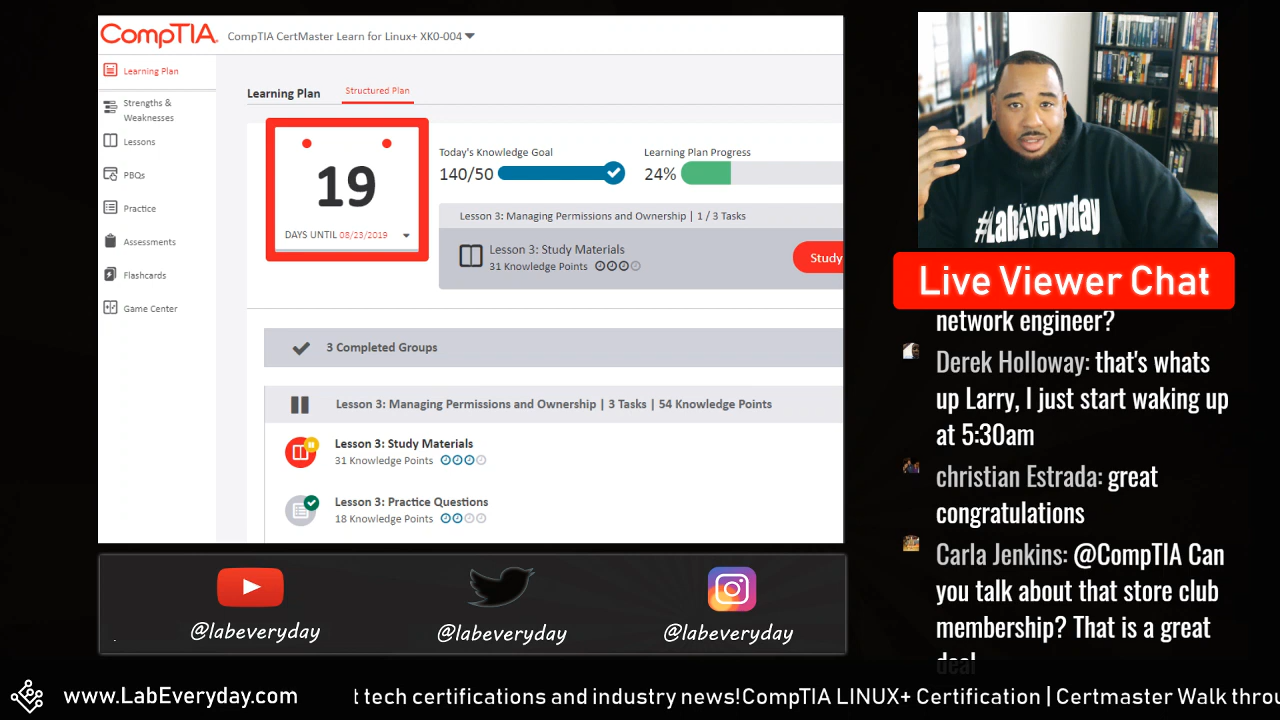 CompTIA.
CompTIA CertMaster Learn for Linux+ XK0-004
Learning Plan
Strengths &
Weaknesses
Lessons
PBQs
Practice
Assessments
Flashcards
Game Center
Learning Plan
Structured Plan
19
DAYS UNTIL 08/23/2019
Today's Knowledge Goal
140/50
Learning Plan Progress
24%
Lesson 3: Managing Permissions and Ownership | 1 / 3 Tasks
Lesson 3: Study Materials
31 Knowledge Points
Study
3 Completed Groups
Lesson 3: Managing Permissions and Ownership | 3 Tasks | 54 Knowledge Points
Lesson 3: Study Materials
31 Knowledge Points
Lesson 3: Practice Questions
18 Knowledge Points
#LabEveryday
Live Viewer Chat
network engineer?
Derek Holloway: that's whats
up Larry, I just start waking up
at 5:30am
christian Estrada: great
congratulations
Carla Jenkins: @CompTIA Can
you talk about that store club
membership? That is a great
deal
@labeveryday
@labeveryday
@labeveryday
www.LabEveryday.com
t tech certifications and industry news!CompTIA LINUX+ Certification | Certmaster Walk throu